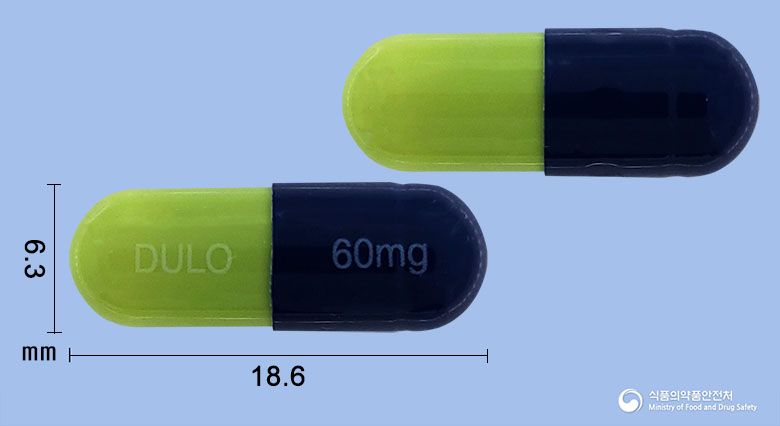 DULO 60mg
6.3
mm
18.6
식품의약품안전처
Ministry of Food and Drug Safety